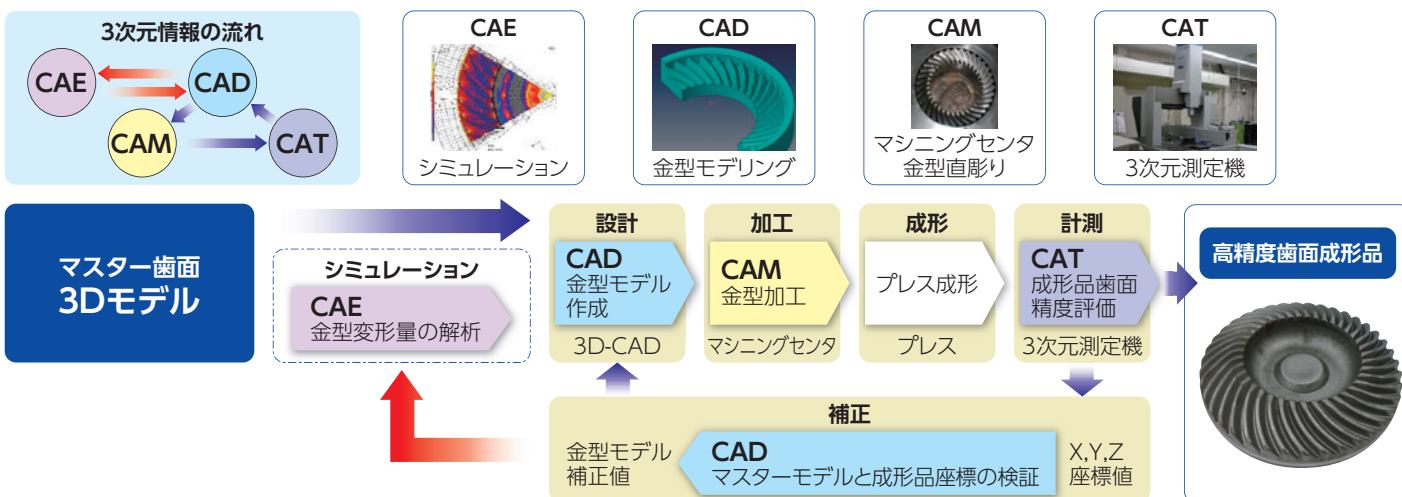 3次元情報の流れ
CAE
CAD
CAM
CAT
CAE
シミュレーション
CAD
金型モデリング
CAM
マシニングセンタ
金型直彫り
CAT
3次元測定機
マスター歯面
3Dモデル
シミュレーション
CAE
金型変形量の解析
設計
CAD
金型モデル
作成
3D-CAD
加工
CAM
金型加工
マシニングセンタ
成形
プレス成形
プレス
計測
CAT
成形品歯面
精度評価
3次元測定機
補正
金型モデル
補正値
CAD
マスターモデルと成形品座標の検証
X,Y,Z
座標値
高精度歯面成形品